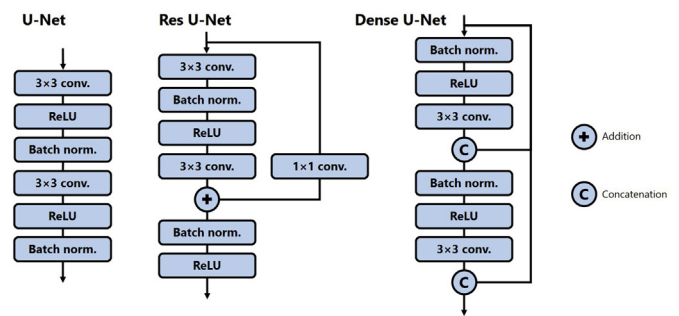 U-Net
3×3 conv.
ReLU
Batch norm.
3×3 conv.
ReLU
Batch norm.
Res U-Net
3×3 conv.
Batch norm.
ReLU
3×3 conv.
1×1 conv.
+
Batch norm.
ReLU
Dense U-Net
Batch norm.
ReLU
3×3 conv.
C
Batch norm.
ReLU
3×3 conv.
C
+ Addition
C Concatenation